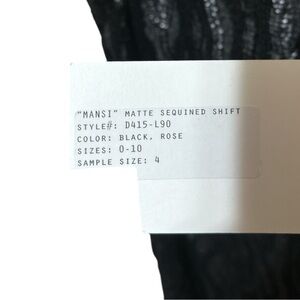 "MANSI" MATTE SEQUINED SHIFT
STYLE#: D415-L90
COLOR: BLACK, ROSE
SIZES: 0-10
SAMPLE SIZE: 4